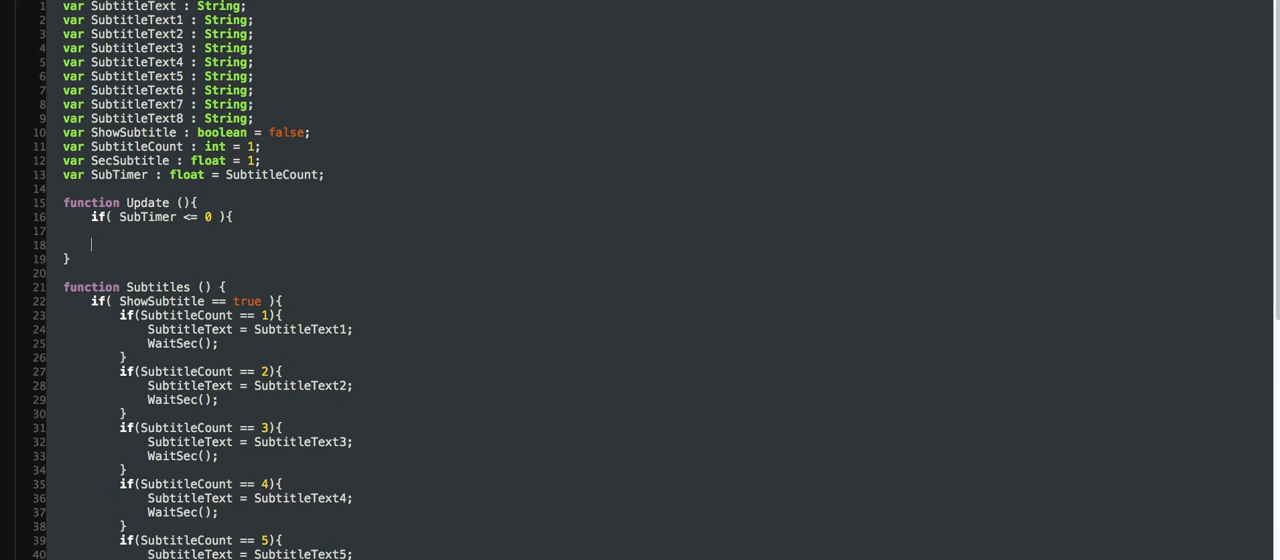 1 var SubtitleText : String;
2 var SubtitleText1 : String;
3 var SubtitleText2 : String;
4 var SubtitleText3 : String;
5 var SubtitleText4 : String;
6 var SubtitleText5 : String;
7 var SubtitleText6 : String;
8 var SubtitleText7 : String;
9 var SubtitleText8 : String;
10 var ShowSubtitle : boolean = false;
11 var SubtitleCount : int = 1;
12 var SecSubtitle : float = 1;
13 var SubTimer : float = SubtitleCount;
14
15 function Update (){
16     if( SubTimer <= 0 ){
17
18
19 }
20
21 function Subtitles () {
22     if( ShowSubtitle == true ){
23         if(SubtitleCount == 1){
24             SubtitleText = SubtitleText1;
25             WaitSec();
26         }
27         if(SubtitleCount == 2){
28             SubtitleText = SubtitleText2;
29             WaitSec();
30         }
31         if(SubtitleCount == 3){
32             SubtitleText = SubtitleText3;
33             WaitSec();
34         }
35         if(SubtitleCount == 4){
36             SubtitleText = SubtitleText4;
37             WaitSec();
38         }
39         if(SubtitleCount == 5){
40             SubtitleText = SubtitleText5;